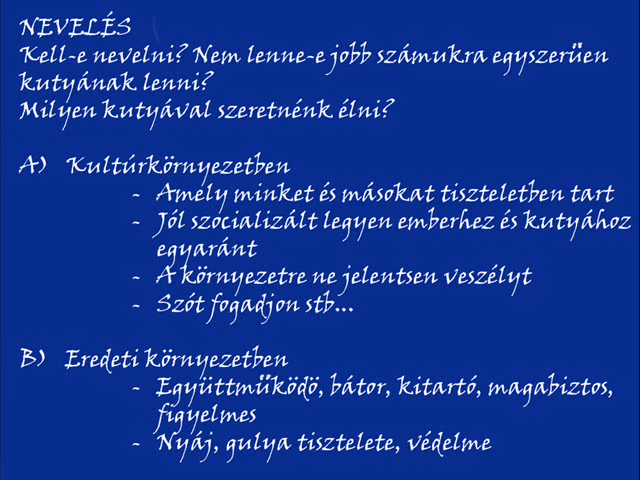 NEVELÉS
Kell-e nevelni? Nem lenne-e jobb számukra egyszerűen
kutyának lenni?
Milyen kutyával szeretnénk élni?
A) Kultúrkörnyezetben
- Amely minket és másokat tiszteletben tart
- Jól szocializált legyen emberhez és kutyához
egyaránt
- A környezetre ne jelentsen veszélyt
- Szót fogadjon stb...
B) Eredeti környezetben
- Együttműködö, bátor, kitartó, magabiztos,
figyelmes
- Nyáj, gulya tisztelete, védelme